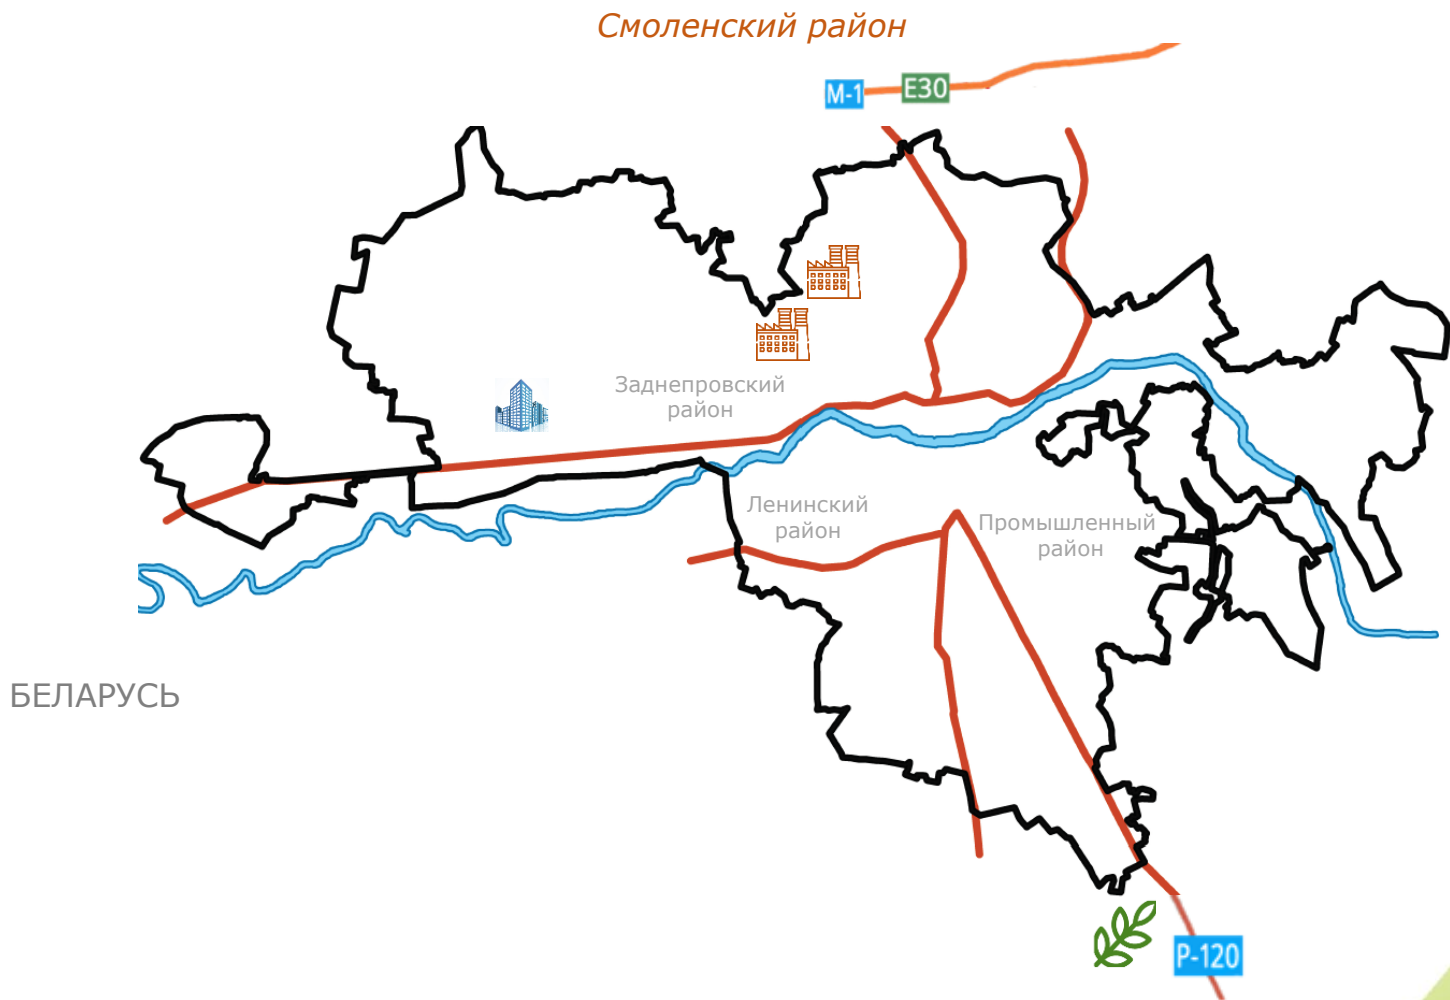 Смоленский район
М-1
Е30
Заднепровский
район
Ленинский
район
Промышленный
район
БЕЛАРУСЬ
Р-120